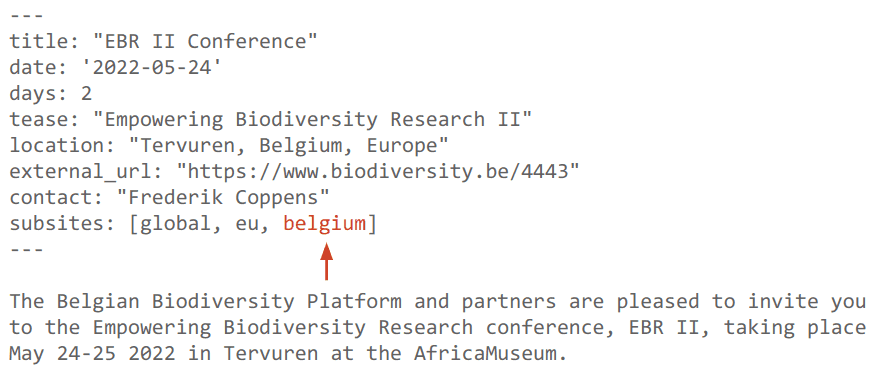 ---
title: "EBR II Conference"
date: '2022-05-24'
days: 2
tease: "Empowering Biodiversity Research II"
location: "Tervuren, Belgium, Europe"
external_url: "https://www.biodiversity.be/4443"
contact: "Frederik Coppens"
subsites: [global, eu, belgium]
---
The Belgian Biodiversity Platform and partners are pleased to invite you
to the Empowering Biodiversity Research conference, EBR II, taking place
May 24-25 2022 in Tervuren at the AfricaMuseum.